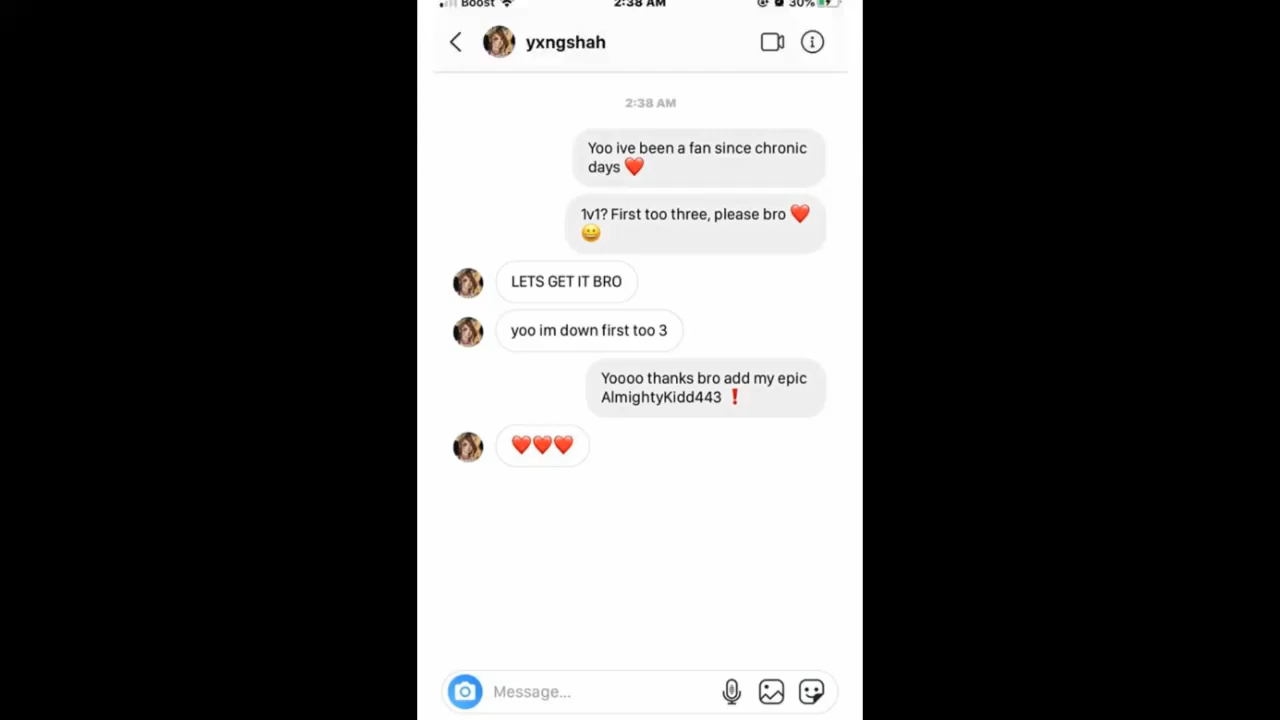 Boost 2:38 AM 30%
yxngshah
2:38 AM
Yoo ive been a fan since chronic
days ❤️
1v1? First too three, please bro ❤️
😀
LETS GET IT BRO
yoo im down first too 3
Yoooo thanks bro add my epic
AlmightyKidd443 ❗
❤️❤️❤️
Message...